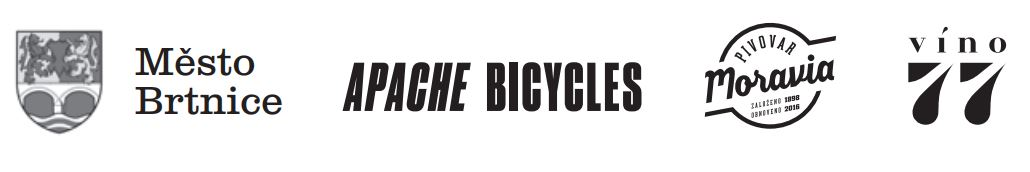 Město
Brtnice
APACHE BICYCLES
PIVOVAR
Moravia
ZALOŽENO 1898
OBNOVENO 2016
víno
77